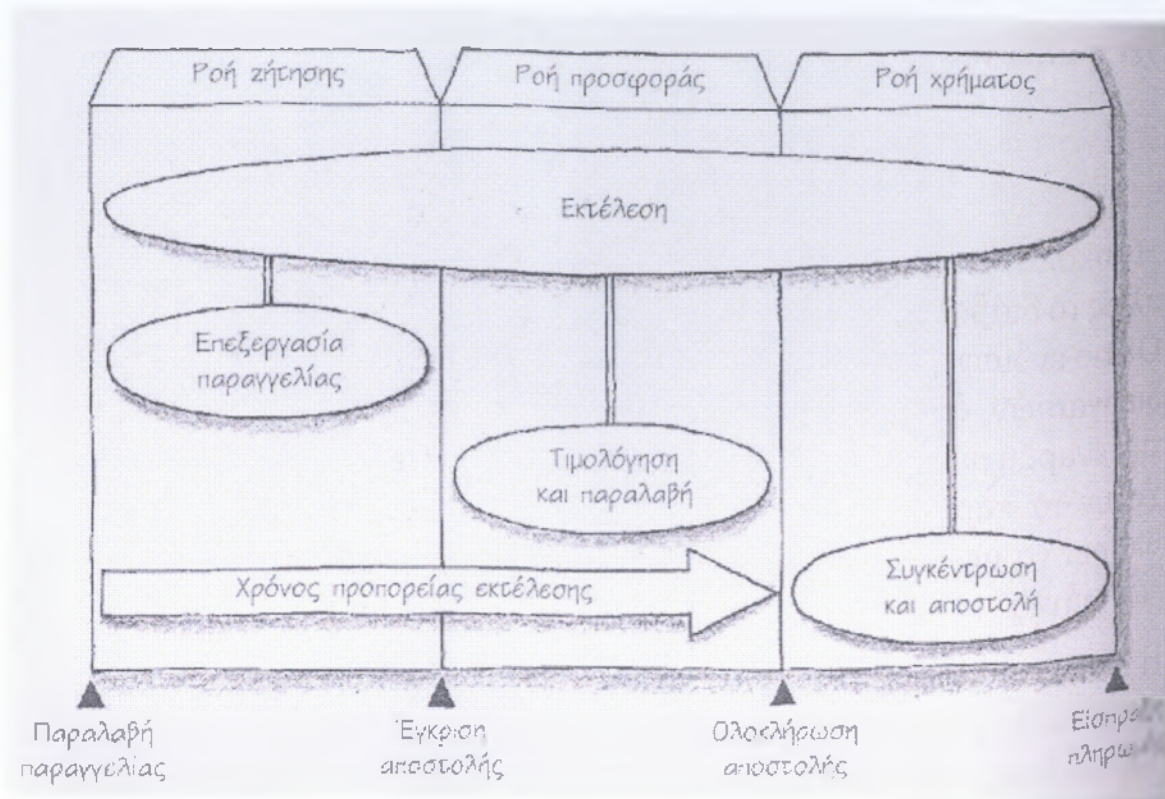 Ροή ζήτησης
Ροή προσφοράς
Ροή χρήματος
Εκτέλεση
Επεξεργασία
παραγγελίας
Τιμολόγηση
και παραλαβή
Συγκέντρωση
και αποστολή
Χρόνος προπορείας εκτέλεσης
Παραλαβή
παραγγελίας
Έγκριση
αποστολής
Ολοκλήρωση
αποστολής